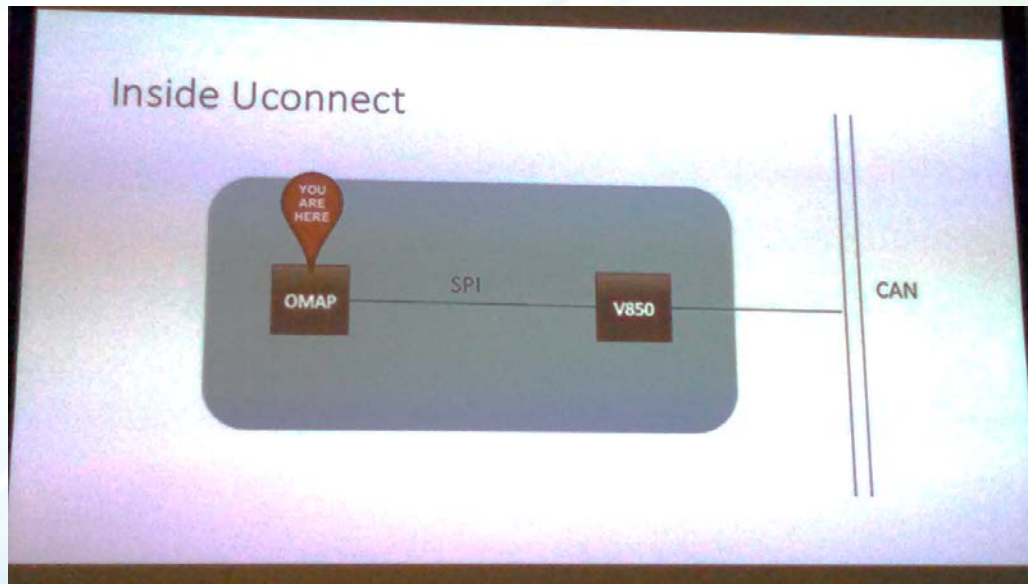 Inside Uconnect
YOU
ARE
HERE
OMAP
SPI
V850
CAN